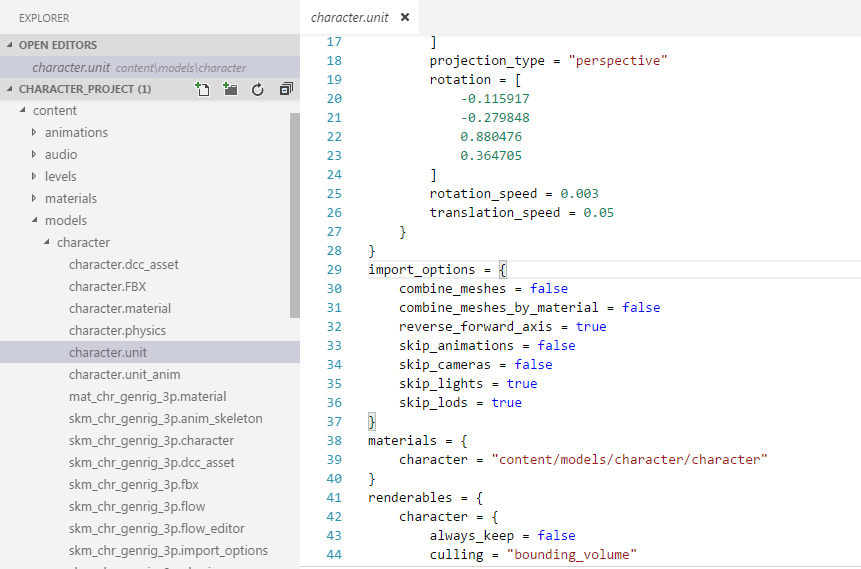 EXPLORER
OPEN EDITORS
character.unit content\models\character
CHARACTER_PROJECT (1)
content
animations
audio
levels
materials
models
character
character.dcc_asset
character.FBX
character.material
character.physics
character.unit
character.unit_anim
mat_chr_genrig_3p.material
skm_chr_genrig_3p.anim_skeleton
skm_chr_genrig_3p.character
skm_chr_genrig_3p.dcc_asset
skm_chr_genrig_3p.fbx
skm_chr_genrig_3p.flow
skm_chr_genrig_3p.flow_editor
skm_chr_genrig_3p.import_options
character.unit ×
17 ]
18 projection_type = "perspective"
19 rotation = [
20 -0.115917
21 -0.279848
22 0.880476
23 0.364705
24 ]
25 rotation_speed = 0.003
26 translation_speed = 0.05
27 }
28 }
29 import_options = {
30 combine_meshes = false
31 combine_meshes_by_material = false
32 reverse_forward_axis = true
33 skip_animations = false
34 skip_cameras = false
35 skip_lights = true
36 skip_lods = true
37 }
38 materials = {
39 character = "content/models/character/character"
40 }
41 renderables = {
42 character = {
43 always_keep = false
44 culling = "bounding_volume"